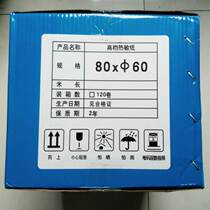 产品名称 高档热敏纸
规格 80xΦ60
米长
装箱数 □120卷
生产日期 见合格证
保质期 2年
向上 小心轻放 怕晒 怕雨